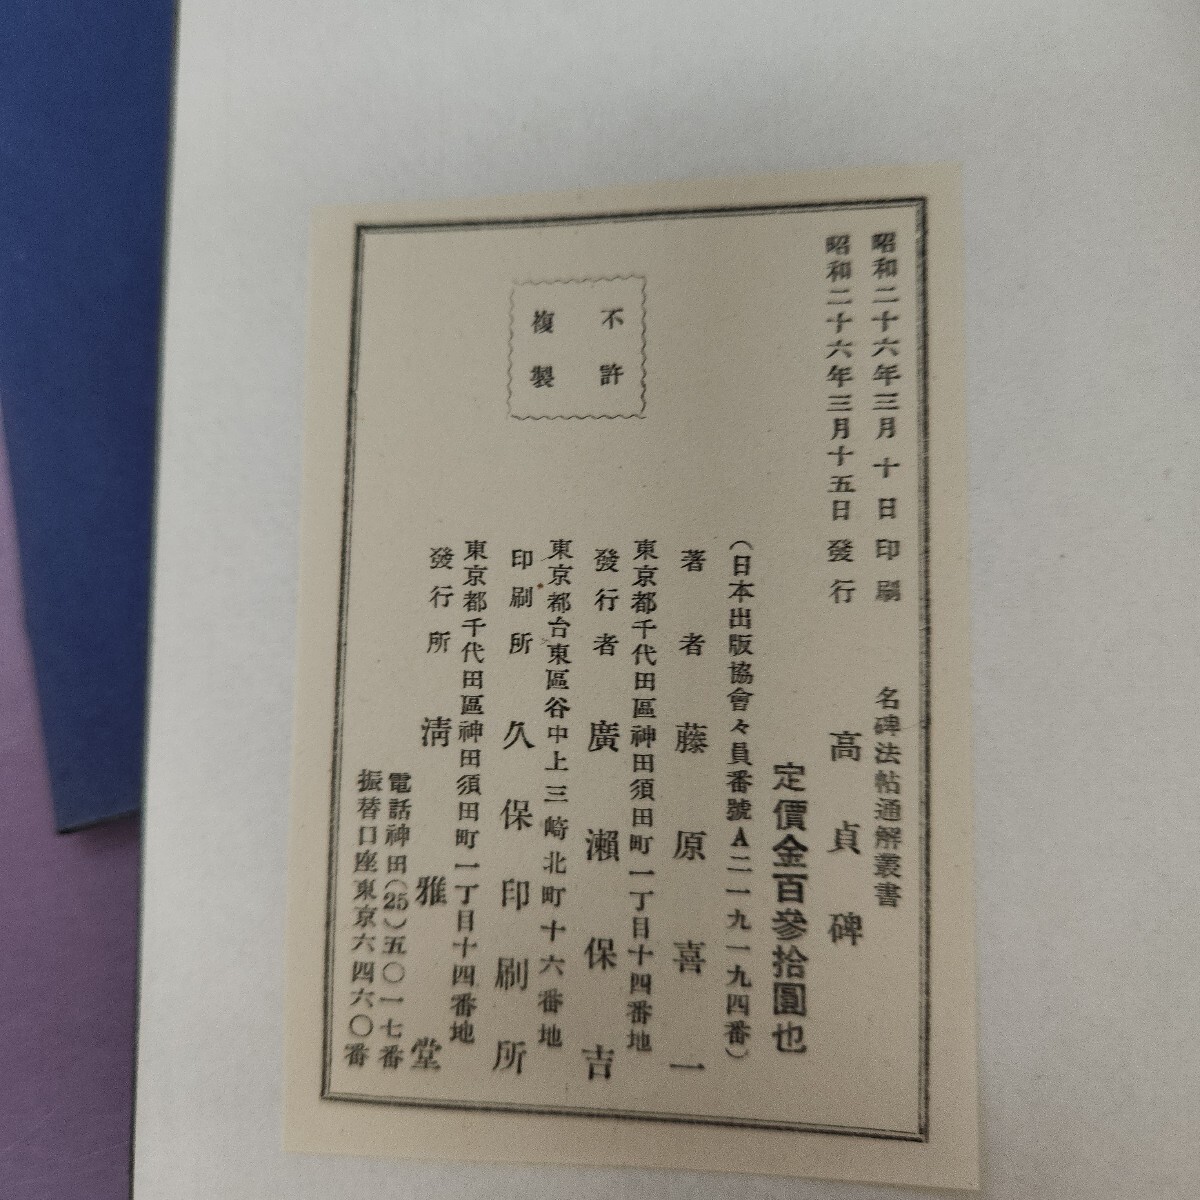 昭和二十六年三月十日印刷
昭和二十六年三月十五日發行
名碑法帖通解叢書
高貞碑
定價金百參拾圓也
(日本出版協會々員番號A二一九一九四番)
著者 藤原喜一
東京都千代田區神田須田町一丁目十四番地
發行者 廣瀨保吉
東京都台東區谷中上三崎北町十六番地
印刷所 久保印刷所
東京都千代田區神田須田町一丁目十四番地
發行所 淸雅堂
電話神田(25)五〇一七番
振替口座東京六四六〇番
不許
複製